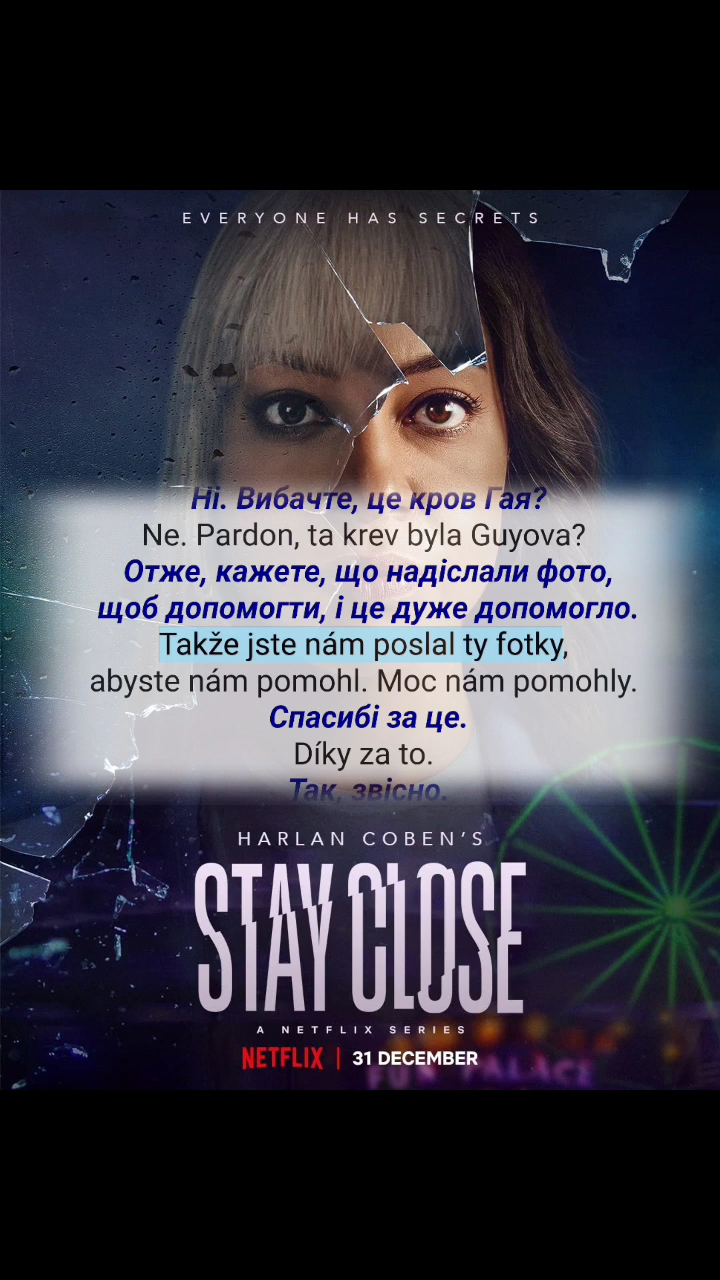 EVERYONE HAS SECRETS
Ні. Вибачте, це кров Гая?
Ne. Pardon, ta krev byla Guyova?
Отже, кажете, що надіслали фото,
щоб допомогти, і це дуже допомогло.
Takže jste nám poslal ty fotky,
abyste nám pomohl. Moc nám pomohly.
Спасибі за це.
Díky za to.
Так, звісно.
HARLAN COBEN'S
STAY CLOSE
A NETFLIX SERIES
NETFLIX | 31 DECEMBER
FUN PALACE